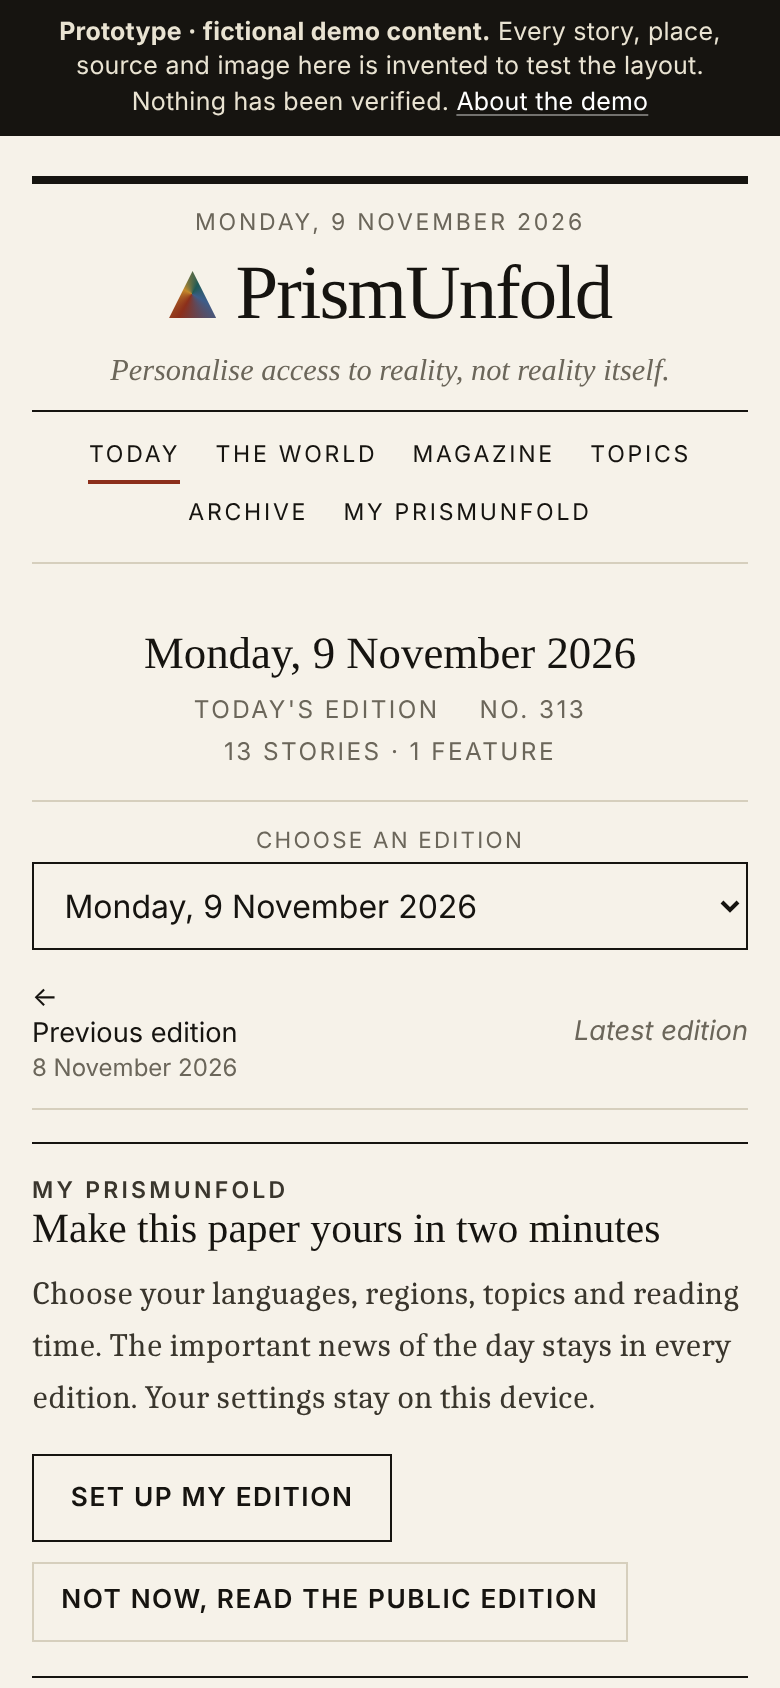 Prototype · fictional demo content. Every story, place,
source and image here is invented to test the layout.
Nothing has been verified. About the demo
MONDAY, 9 NOVEMBER 2026
PrismUnfold
Personalise access to reality, not reality itself.
TODAY THE WORLD MAGAZINE TOPICS
ARCHIVE MY PRISMUNFOLD
Monday, 9 November 2026
TODAY'S EDITION NO. 313
13 STORIES · 1 FEATURE
CHOOSE AN EDITION
Monday, 9 November 2026
←
Previous edition
8 November 2026
Latest edition
MY PRISMUNFOLD
Make this paper yours in two minutes
Choose your languages, regions, topics and reading
time. The important news of the day stays in every
edition. Your settings stay on this device.
SET UP MY EDITION
NOT NOW, READ THE PUBLIC EDITION